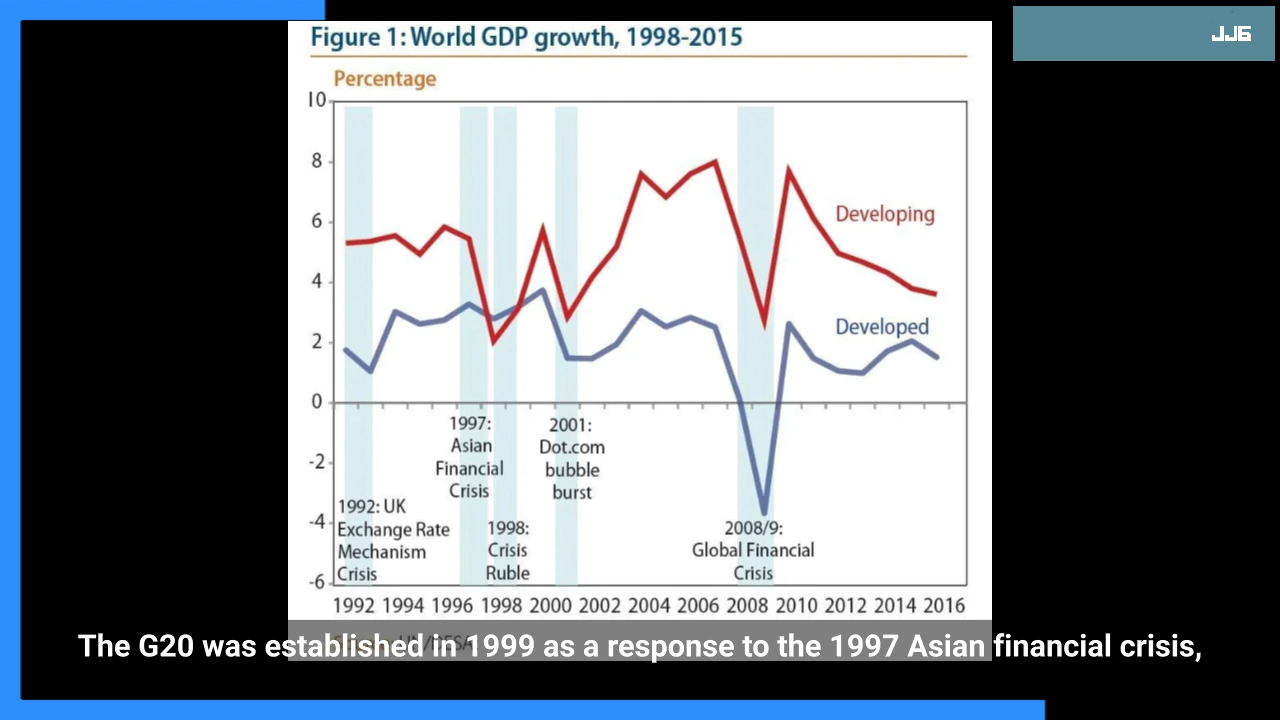 JJ6
Figure 1: World GDP growth, 1998-2015
Percentage
10
8
6
4
2
0
-2
-4
-6
Developing
Developed
1992: UK
Exchange Rate
Mechanism
Crisis
1997:
Asian
Financial
Crisis
1998:
Crisis
Ruble
2001:
Dot.com
bubble
burst
2008/9:
Global Financial
Crisis
1992 1994 1996 1998 2000 2002 2004 2006 2008 2010 2012 2014 2016
The G20 was established in 1999 as a response to the 1997 Asian financial crisis,